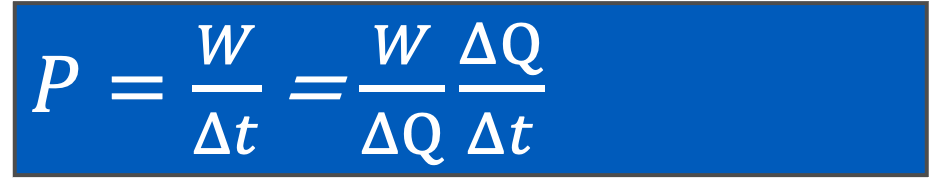 P = W/Δt = W/ΔQ ΔQ/Δt